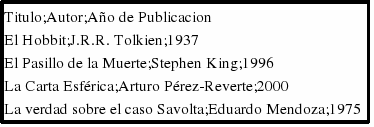 Titulo;Autor;Año de Publicacion
El Hobbit;J.R.R. Tolkien;1937
El Pasillo de la Muerte;Stephen King;1996
La Carta Esférica;Arturo Pérez-Reverte;2000
La verdad sobre el caso Savolta;Eduardo Mendoza;1975